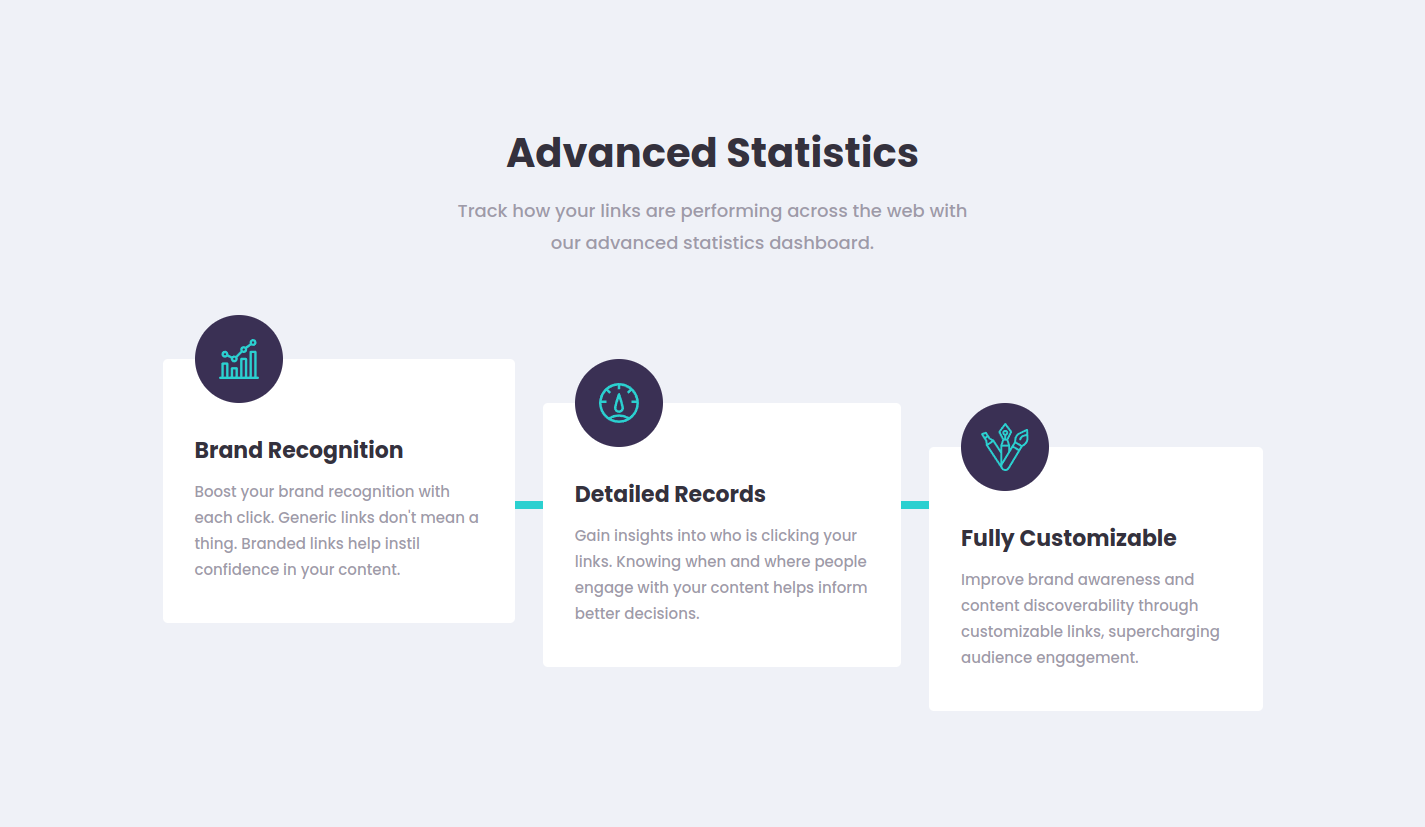 Advanced Statistics
Track how your links are performing across the web with
our advanced statistics dashboard.
Brand Recognition
Boost your brand recognition with
each click. Generic links don't mean a
thing. Branded links help instil
confidence in your content.
Detailed Records
Gain insights into who is clicking your
links. Knowing when and where people
engage with your content helps inform
better decisions.
Fully Customizable
Improve brand awareness and
content discoverability through
customizable links, supercharging
audience engagement.